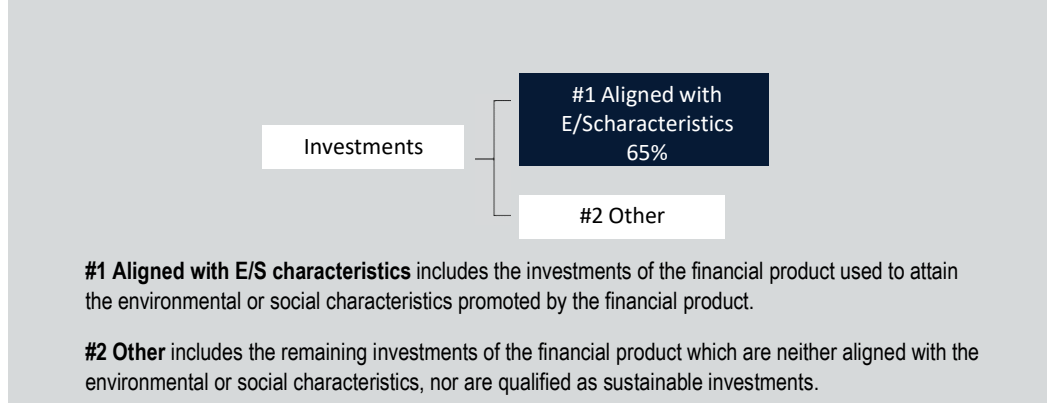 #1 Aligned with
E/Scharacteristics
65%
Investments
#2 Other
#1 Aligned with E/S characteristics includes the investments of the financial product used to attain
the environmental or social characteristics promoted by the financial product.
#2 Other includes the remaining investments of the financial product which are neither aligned with the
environmental or social characteristics, nor are qualified as sustainable investments.